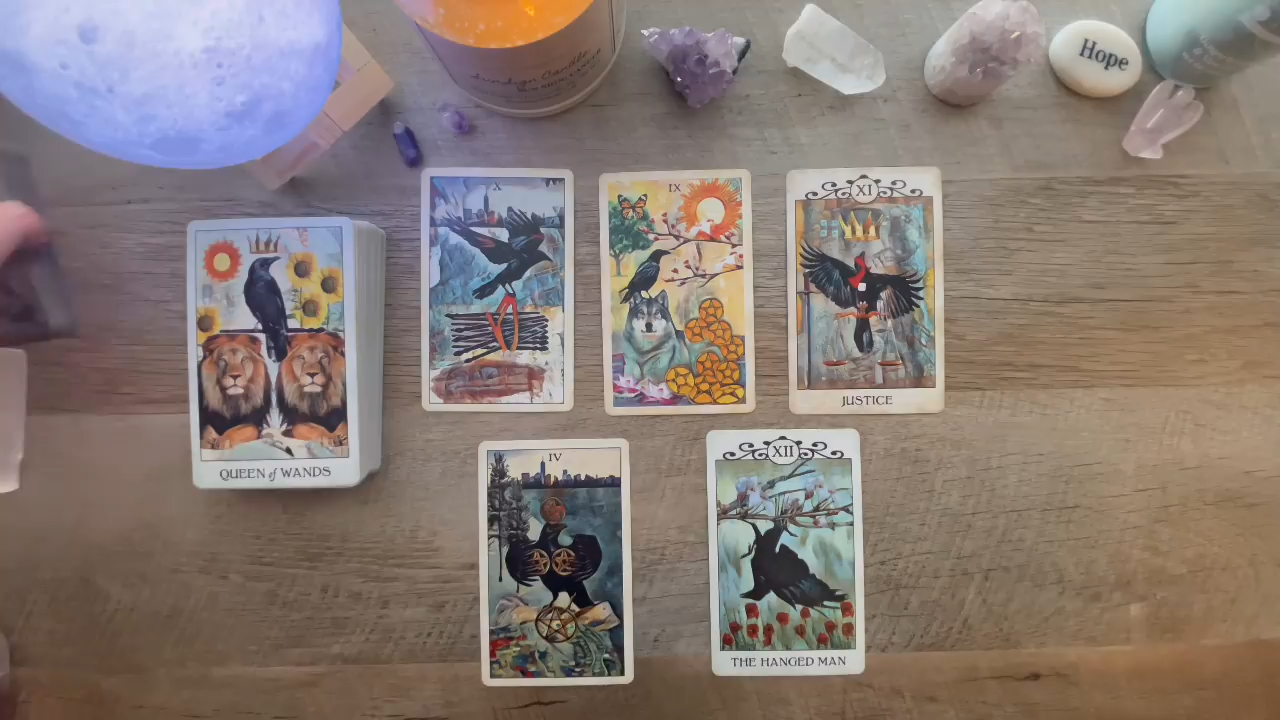 Hope
X
IX
XI
JUSTICE
QUEEN of WANDS
IV
XII
THE HANGED MAN